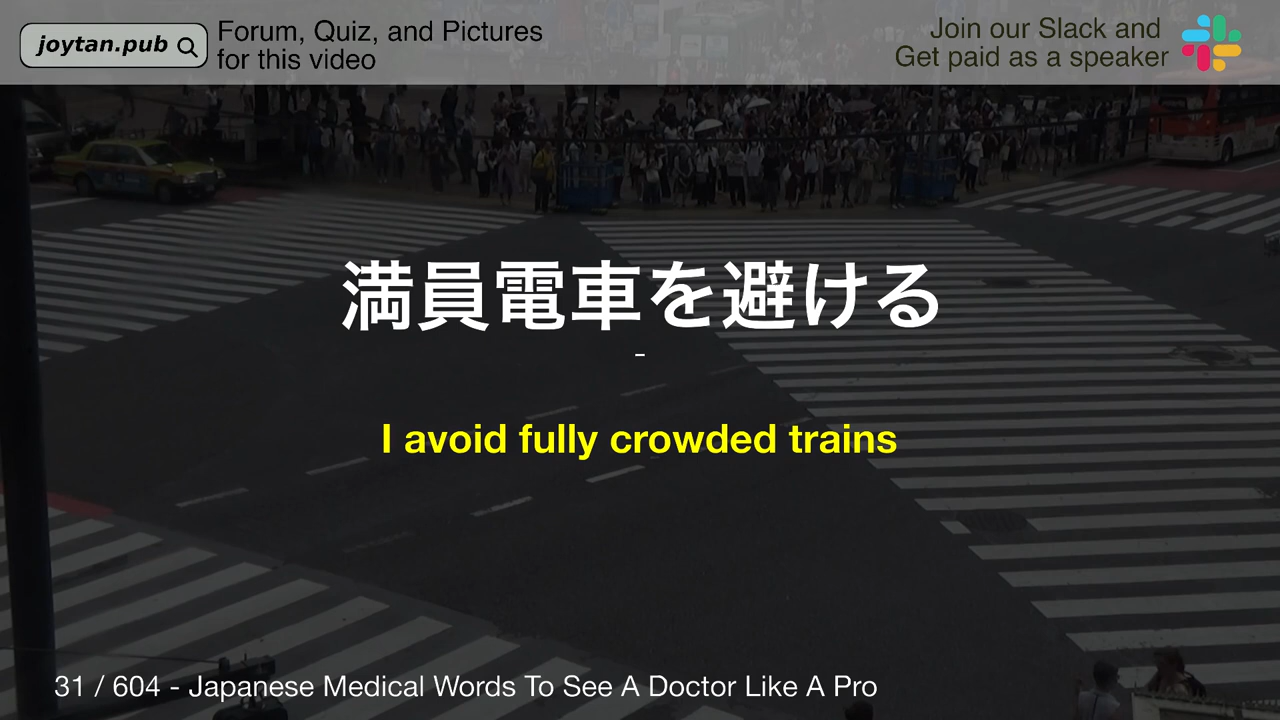 joytan.pub
Forum, Quiz, and Pictures
for this video
Join our Slack and
Get paid as a speaker
満員電車を避ける
-
I avoid fully crowded trains
31 / 604 - Japanese Medical Words To See A Doctor Like A Pro